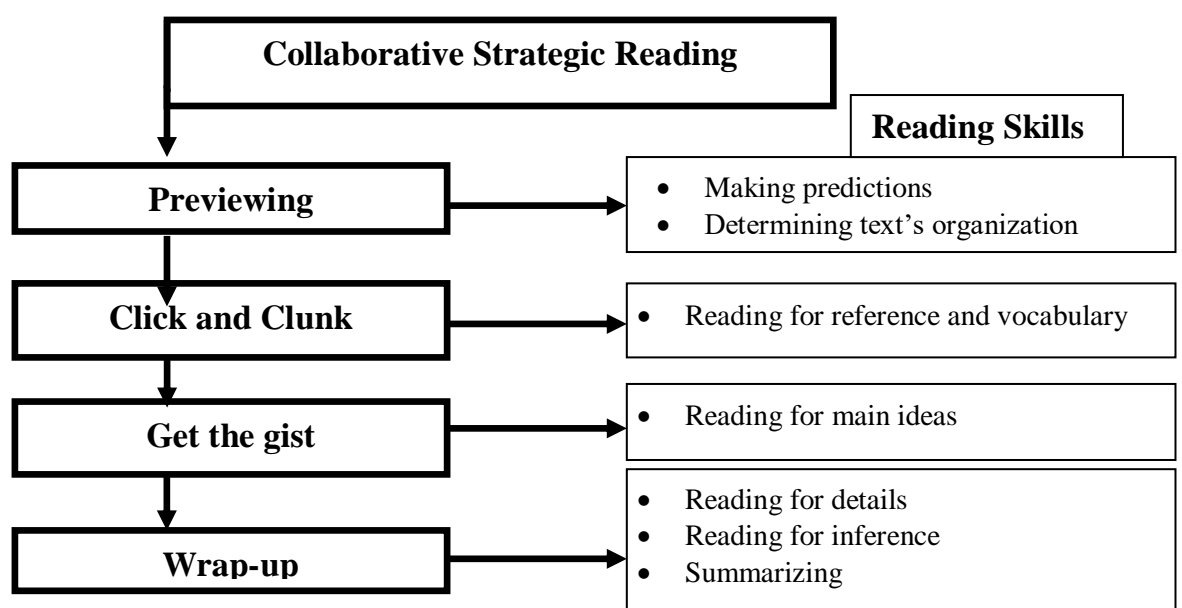 Collaborative Strategic Reading
Reading Skills
Previewing
• Making predictions
• Determining text’s organization
Click and Clunk
• Reading for reference and vocabulary
Get the gist
• Reading for main ideas
Wrap-up
• Reading for details
• Reading for inference
• Summarizing